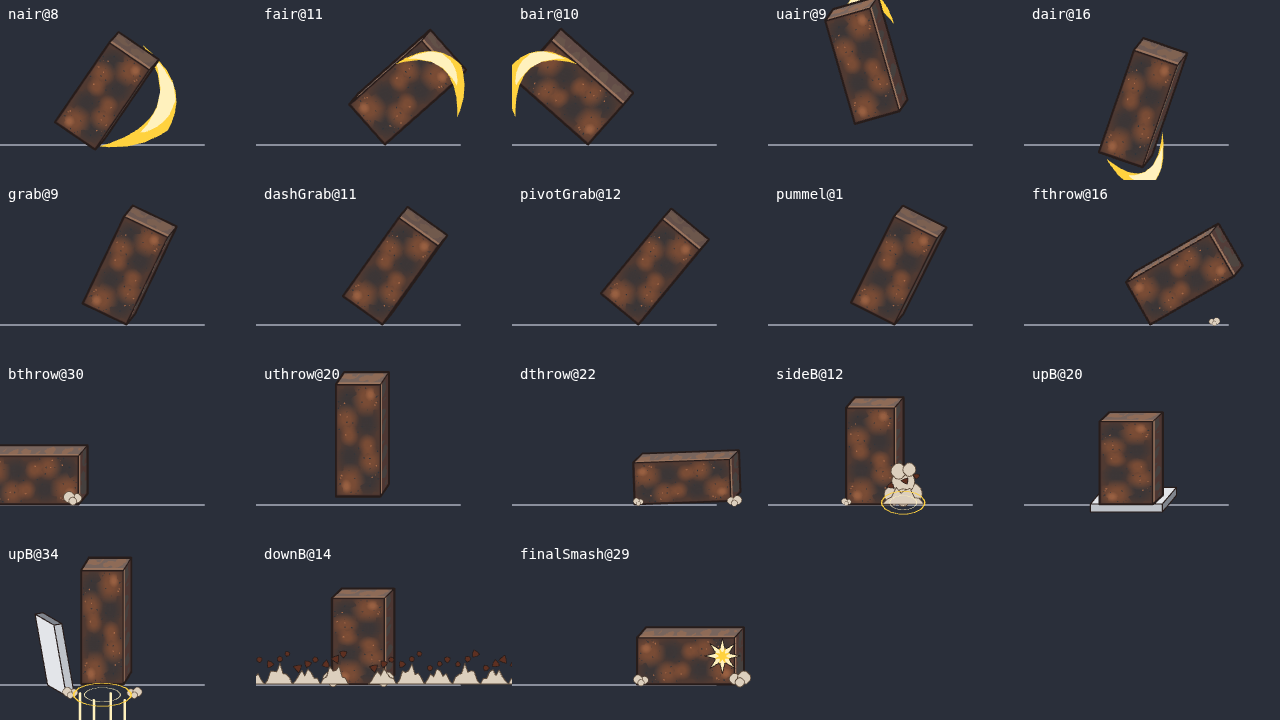 nair@8
fair@11
bair@10
uair@9
dair@16
grab@9
dashGrab@11
pivotGrab@12
pummel@1
fthrow@16
bthrow@30
uthrow@20
dthrow@22
sideB@12
upB@20
upB@34
downB@14
finalSmash@29